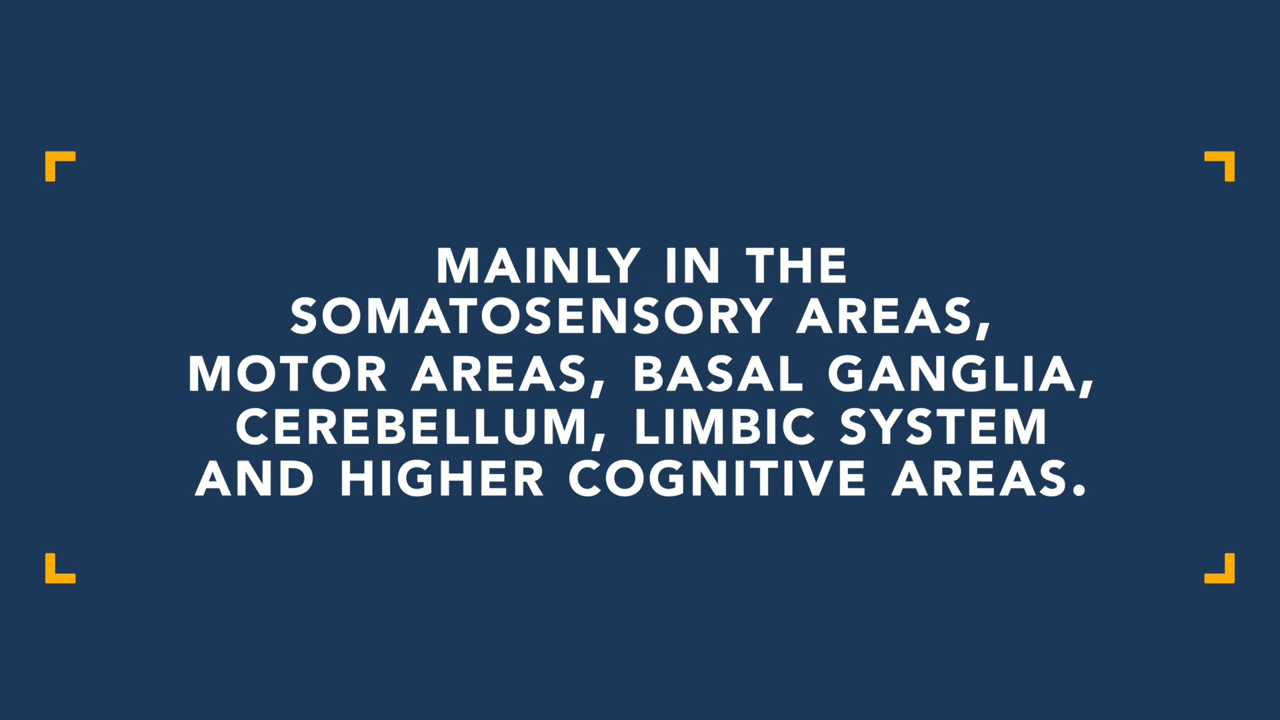 MAINLY IN THE
SOMATOSENSORY AREAS,
MOTOR AREAS, BASAL GANGLIA,
CEREBELLUM, LIMBIC SYSTEM
AND HIGHER COGNITIVE AREAS.